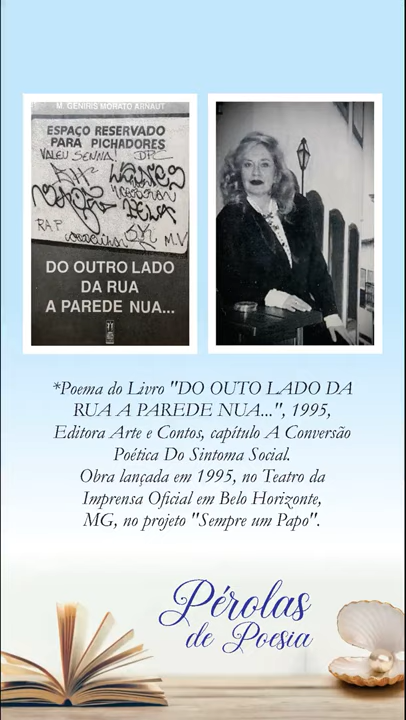 M. GENIRIS MORATO ARNAUT
ESPAÇO RESERVADO
PARA PICHADORES
VALEU SENNA!
R.A.P
M.V
DO OUTRO LADO
DA RUA
A PAREDE NUA...
*Poema do Livro "DO OUTO LADO DA
RUA A PAREDE NUA...", 1995,
Editora Arte e Contos, capítulo A Conversão
Poética Do Sintoma Social.
Obra lançada em 1995, no Teatro da
Imprensa Oficial em Belo Horizonte,
MG, no projeto "Sempre um Papo".
Pérolas
de Poesia